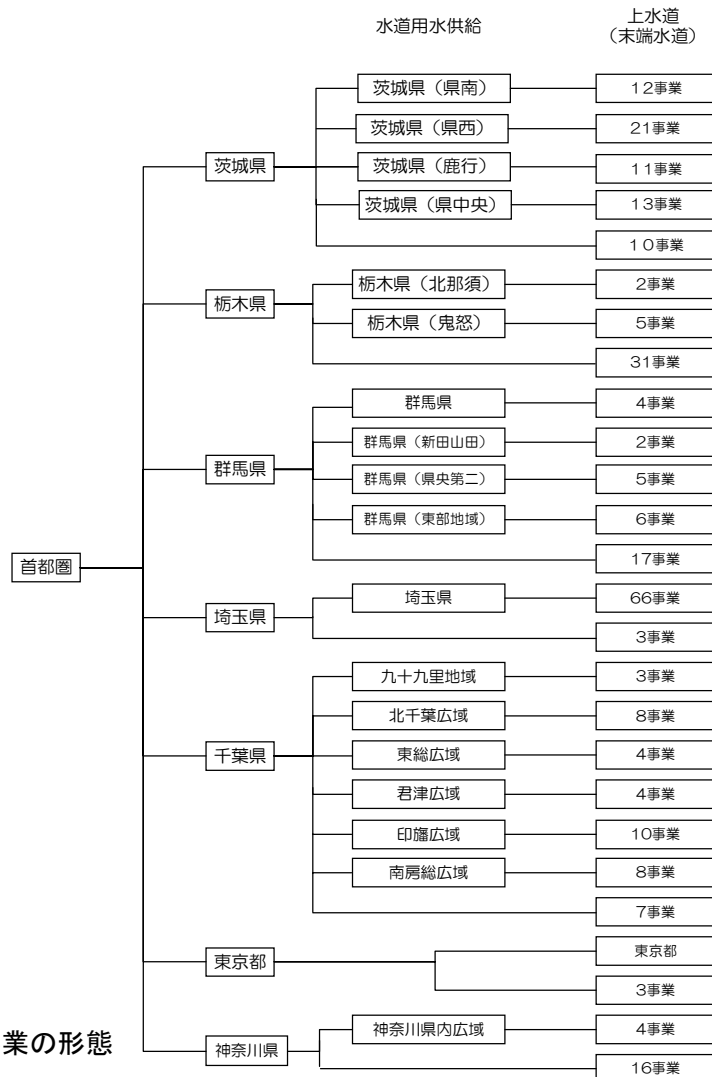 水道用水供給
上水道
（末端水道）
首都圏
茨城県
茨城県（県南）
12事業
茨城県（県西）
21事業
茨城県（鹿行）
11事業
茨城県（県中央）
13事業
10事業
栃木県
栃木県（北那須）
2事業
栃木県（鬼怒）
5事業
31事業
群馬県
群馬県
4事業
群馬県（新田山田）
2事業
群馬県（県央第二）
5事業
群馬県（東部地域）
6事業
17事業
埼玉県
埼玉県
66事業
3事業
千葉県
九十九里地域
3事業
北千葉広域
8事業
東総広域
4事業
君津広域
4事業
印旛広域
10事業
南房総広域
8事業
7事業
東京都
東京都
3事業
神奈川県
神奈川県内広域
4事業
16事業
業の形態